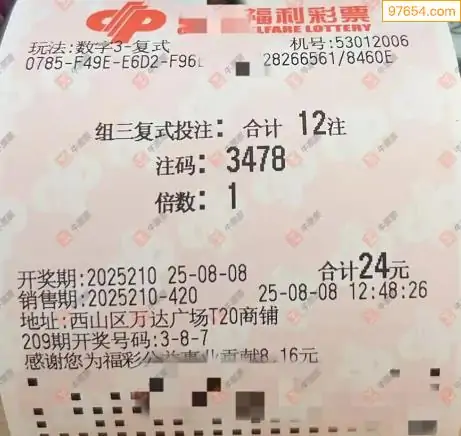 97654.com
福利彩票
WELFARE LOTTERY
玩法:数字3-复式 机号:53012006
0785-F49E-E6D2-F96 28266561/8460E
组三复式投注: 合计 12注
注码: 3478
倍数: 1
开奖期:2025210 25-08-08 合计24元
销售期:2025210-420 25-08-08 12:48:26
地址:西山区万达广场T20商铺
209期开奖号码:3-8-7
感谢您为福彩公益事业贡献8.16元